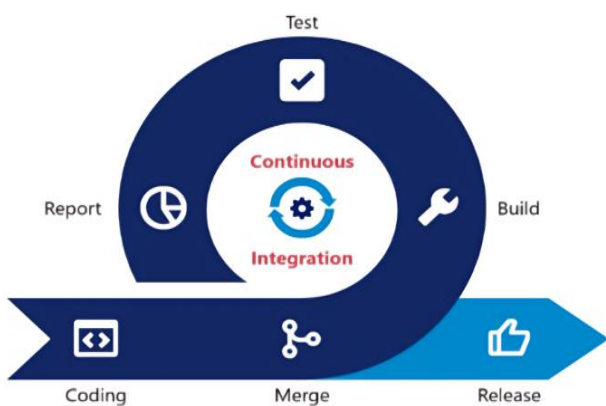 Test
Continuous
Report
Build
Integration
Coding
Merge
Release